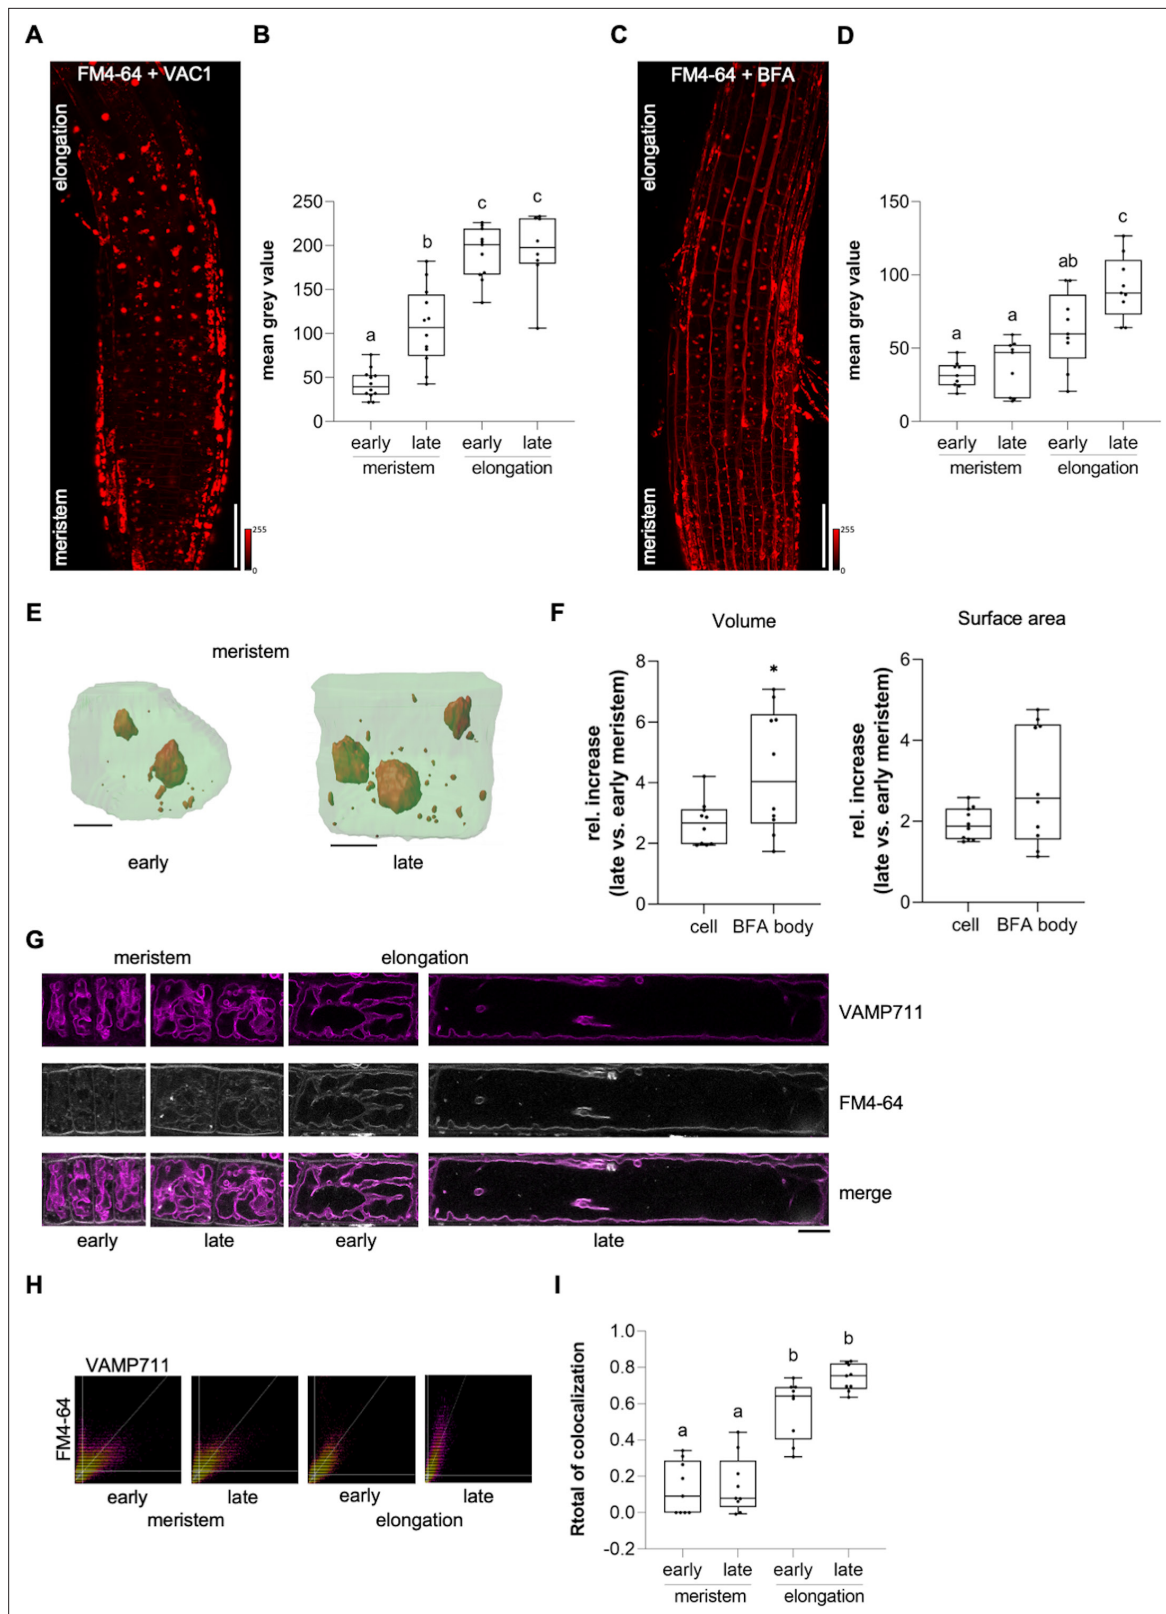 A
B
C
D
FM4-64 + VAC1
elongation
meristem
255
0
mean grey value
250
200
150
100
50
0
a
b
c
c
early
late
early
late
meristem
elongation
FM4-64 + BFA
elongation
meristem
255
0
mean grey value
150
100
50
0
a
a
ab
c
early
late
early
late
meristem
elongation
E
meristem
early
late
F
Volume
rel. increase
(late vs. early meristem)
8
6
4
2
0
*
cell
BFA body
Surface area
rel. increase
(late vs. early meristem)
6
4
2
0
cell
BFA body
G
meristem
elongation
VAMP711
FM4-64
merge
early
late
early
late
H
VAMP711
FM4-64
early
late
early
late
meristem
elongation
I
Rtotal of colocalization
1.0
0.8
0.6
0.4
0.2
0.0
-0.2
a
a
b
b
early
late
early
late
meristem
elongation